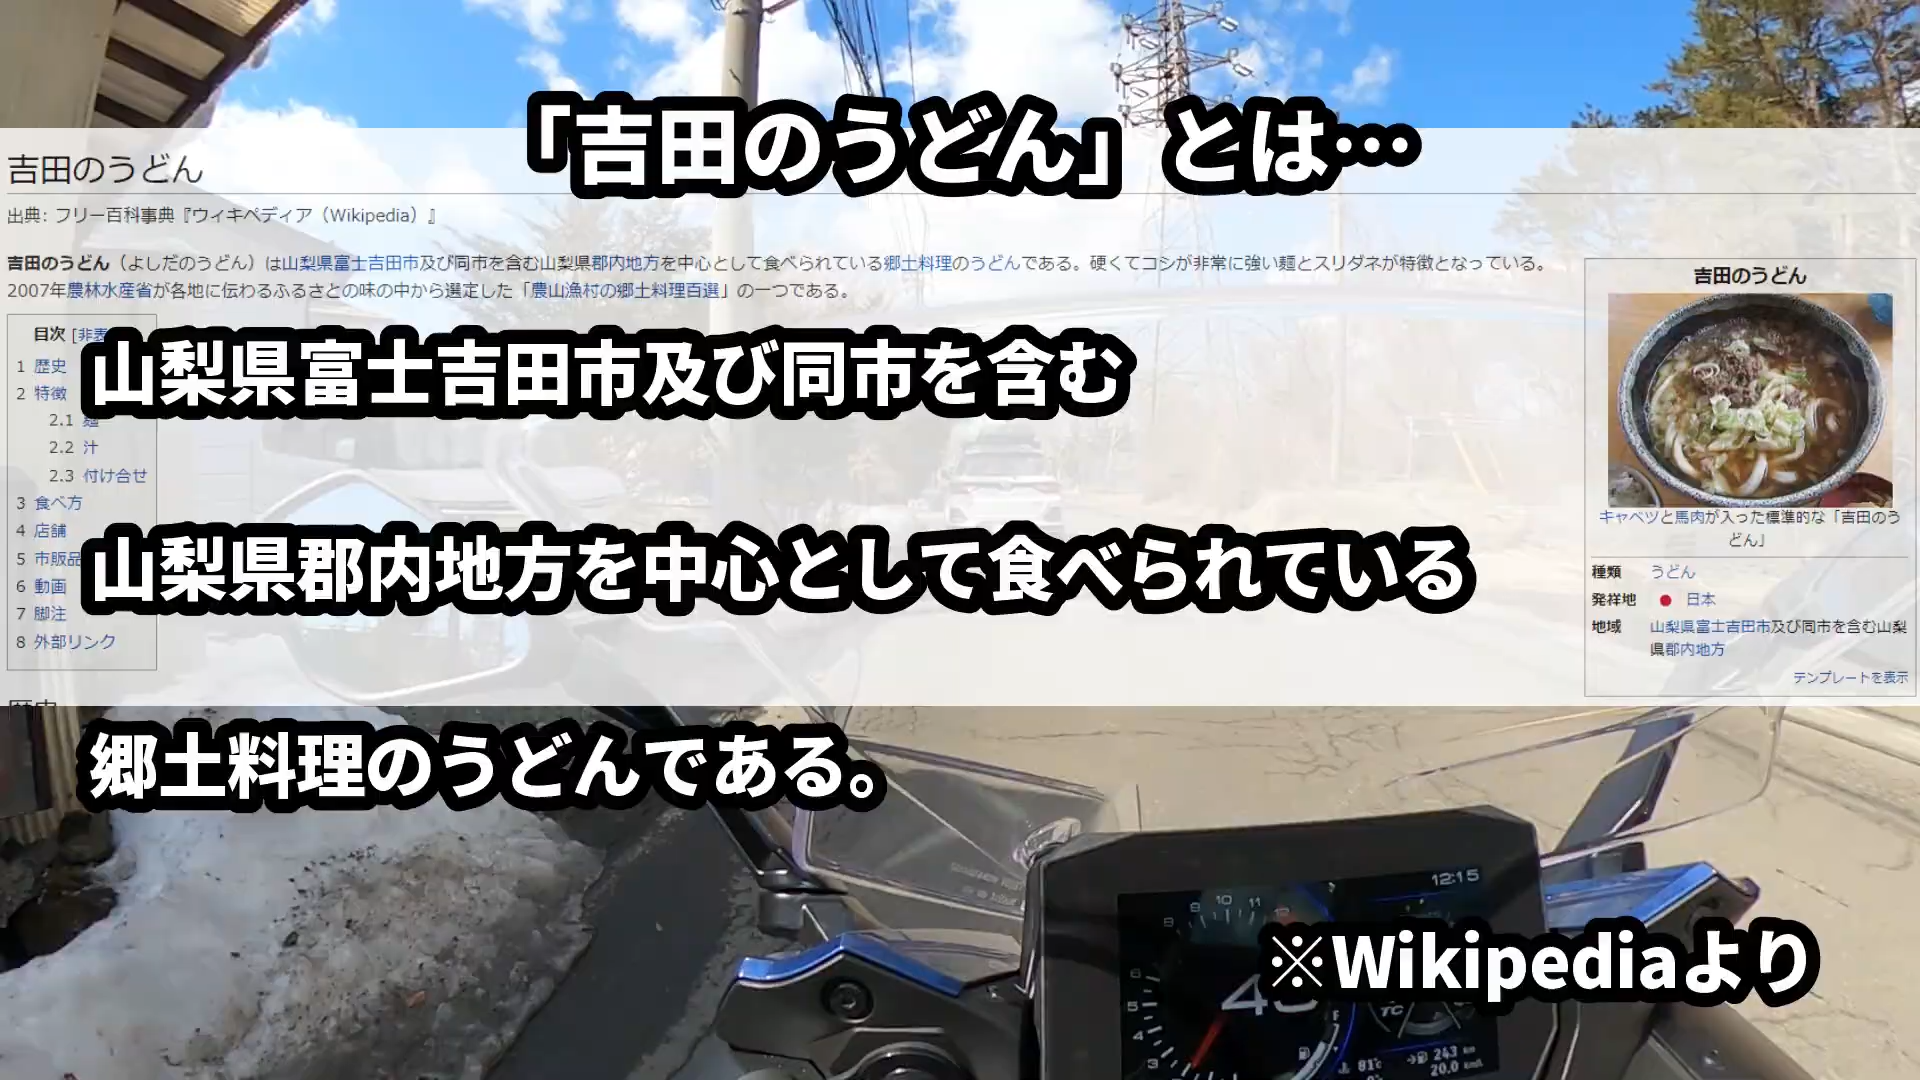 「吉田のうどん」とは…
吉田のうどん
出典: フリー百科事典『ウィキペディア（Wikipedia）』
吉田のうどん（よしだのうどん）は山梨県富士吉田市及び同市を含む山梨県郡内地方を中心として食べられている郷土料理のうどんである。硬くてコシが非常に強い麺とスリダネが特徴となっている。
2007年農林水産省が各地に伝わるふるさとの味の中から選定した「農山漁村の郷土料理百選」の一つである。
目次 [非表
1 歴史
2 特徴
2.1 麺
2.2 汁
2.3 付け合せ
3 食べ方
4 店舗
5 市販品
6 動画
7 脚注
8 外部リンク
山梨県富士吉田市及び同市を含む
山梨県郡内地方を中心として食べられている
郷土料理のうどんである。
吉田のうどん
キャベツと馬肉が入った標準的な「吉田のう
どん」
種類 うどん
発祥地 日本
地域 山梨県富士吉田市及び同市を含む山梨
県郡内地方
テンプレートを表示
12:15
8 9 10 11 12
6
5
4
3
TC
F
81℃
243 km
20.0
※Wikipediaより